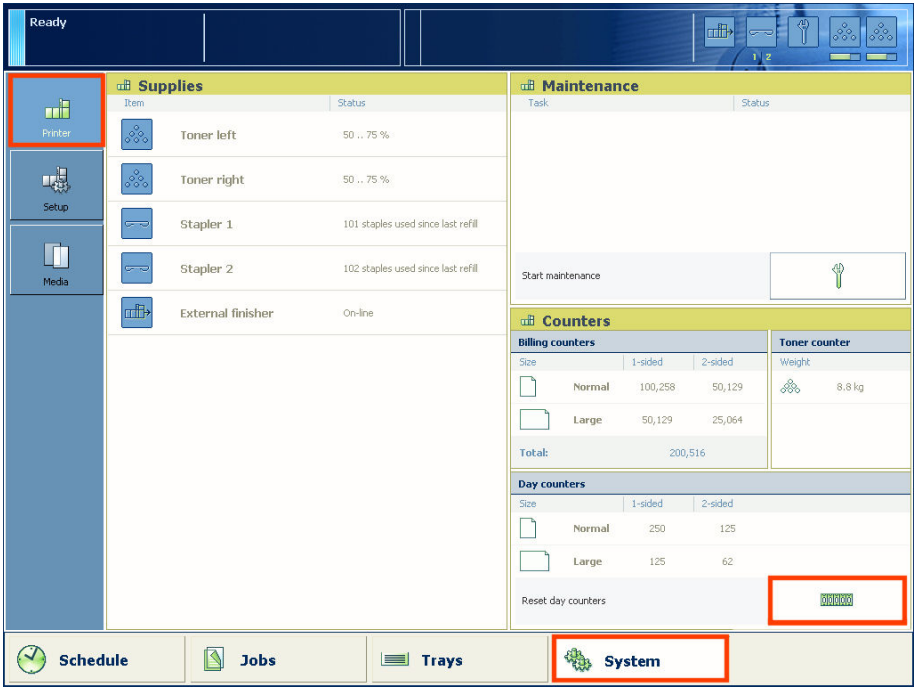 Ready
1 2
Printer
Setup
Media
Supplies
Item Status
Toner left 50 .. 75 %
Toner right 50 .. 75 %
Stapler 1 101 staples used since last refill
Stapler 2 102 staples used since last refill
External finisher On-line
Maintenance
Task Status
Start maintenance
Counters
Billing counters
Size 1-sided 2-sided
Normal 100,258 50,129
Large 50,129 25,064
Total: 200,516
Toner counter
Weight
8.8 kg
Day counters
Size 1-sided 2-sided
Normal 250 125
Large 125 62
Reset day counters
00000
Schedule Jobs Trays System